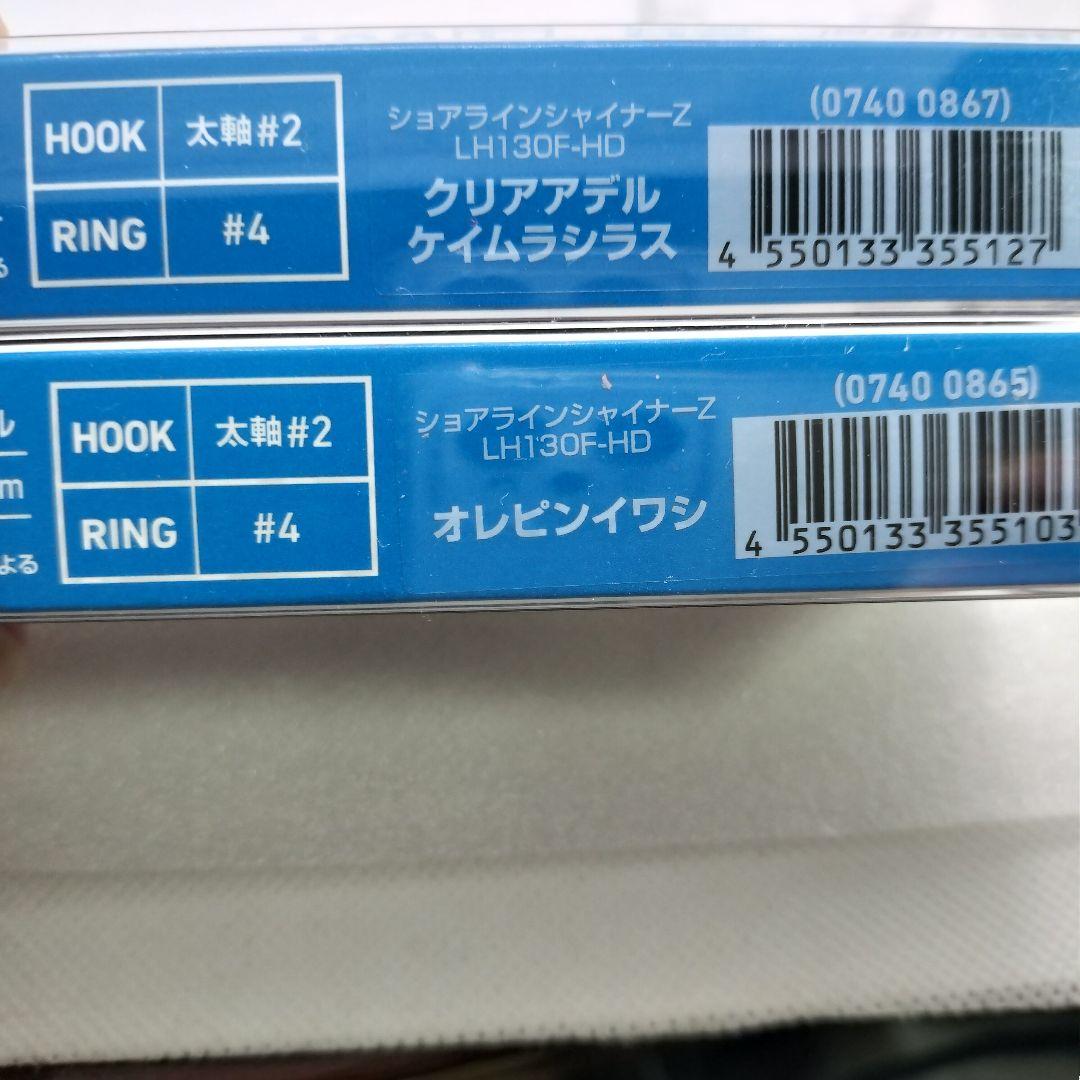 HOOK 太軸#2
RING #4
ショアラインシャイナーZ
LH130F-HD
クリアアデル
ケイムラシラス
(0740 0867)
4 550133 355127
ル
m
よる
HOOK 太軸#2
RING #4
ショアラインシャイナーZ
LH130F-HD
オレピンイワシ
(0740 0865)
4 550133 355103